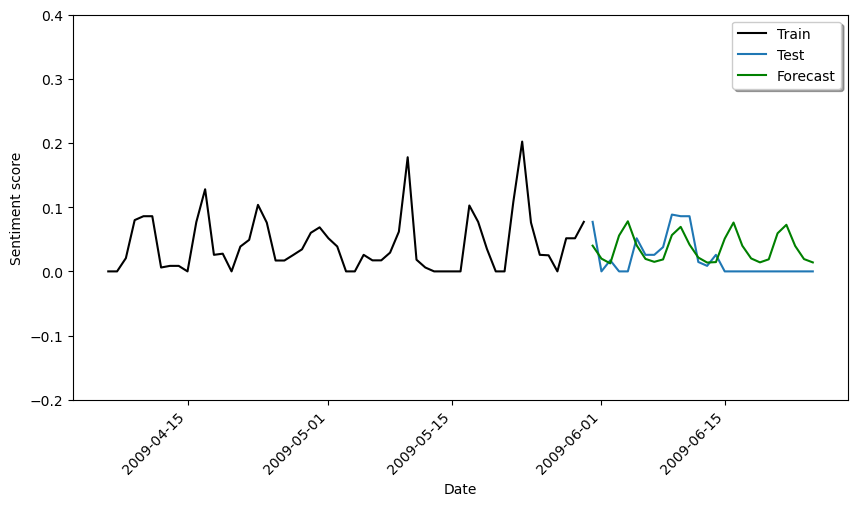 0.4
0.3
0.2
0.1
0.0
−0.1
−0.2
Sentiment score
Train
Test
Forecast
2009-04-15
2009-05-01
2009-05-15
2009-06-01
2009-06-15
Date